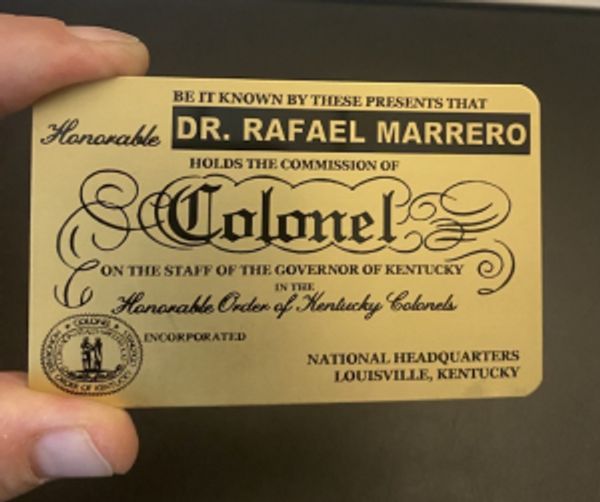 BE IT KNOWN BY THESE PRESENTS THAT
Honorable DR. RAFAEL MARRERO
HOLDS THE COMMISSION OF
Colonel
ON THE STAFF OF THE GOVERNOR OF KENTUCKY
IN THE
Honorable Order of Kentucky Colonels
INCORPORATED
NATIONAL HEADQUARTERS
LOUISVILLE, KENTUCKY